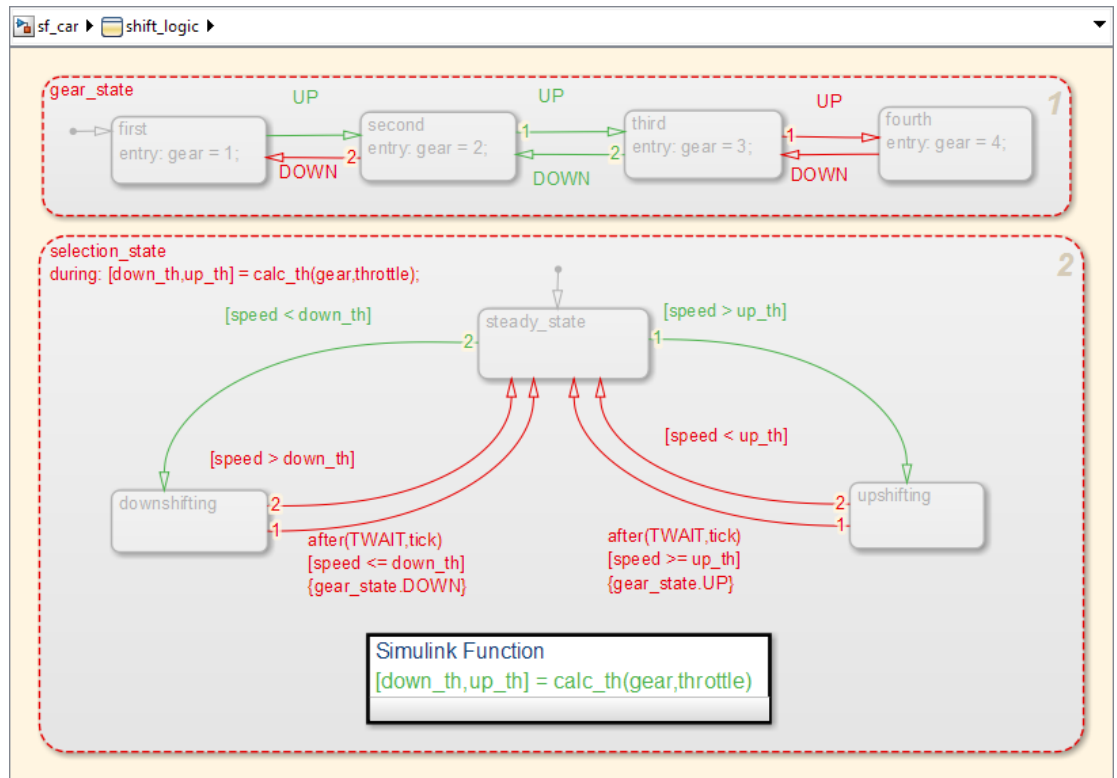 sf_car shift_logic
gear_state
1
UP
UP
UP
first
entry: gear = 1;
second
entry: gear = 2;
third
entry: gear = 3;
fourth
entry: gear = 4;
2
1
2
1
DOWN
DOWN
DOWN
selection_state
during: [down_th,up_th] = calc_th(gear,throttle);
2
[speed < down_th]
steady_state
[speed > up_th]
2
1
[speed > down_th]
[speed < up_th]
downshifting
2
1
upshifting
2
1
after(TWAIT,tick)
[speed <= down_th]
{gear_state.DOWN}
after(TWAIT,tick)
[speed >= up_th]
{gear_state.UP}
Simulink Function
[down_th,up_th] = calc_th(gear,throttle)